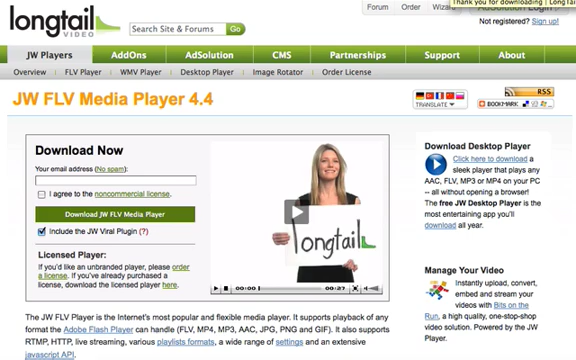 Thank you for downloading | LongTail
Forum Order
AdSolution Login
longtail
VIDEO
Search Site & Forums
Go
Not registered? Sign up!
JW Players AddOns AdSolution CMS Partnerships Support About
Overview FLV Player WMV Player Desktop Player Image Rotator Order License
JW FLV Media Player 4.4
TRANSLATE
RSS
BOOKMARK
Download Now
Your email address (No spam):
I agree to the noncommercial license.
Download JW FLV Media Player
Include the JW Viral Plugin (?)
Licensed Player:
If you'd like an unbranded player, please order
a license. If you've already purchased a
license, download the licensed player here.
longtail
00:00
00:27
Download Desktop
Player
Click here to download a
sleek player that plays any
AAC, FLV, MP3 or MP4 on your PC
-- all without opening a browser!
The free JW Desktop Player is the
most entertaining app you'll
download all year.
Manage Your Video
Instantly upload, convert,
embed and stream your
videos with Bits on the
Run, a high quality, one-stop-shop
video solution. Powered by the JW
Player.
The JW FLV Player is the Internet's most popular and flexible media player. It supports playback of any
format the Adobe Flash Player can handle (FLV, MP4, MP3, AAC, JPG, PNG and GIF). It also supports
RTMP, HTTP, live streaming, various playlists formats, a wide range of settings and an extensive
javascript API.